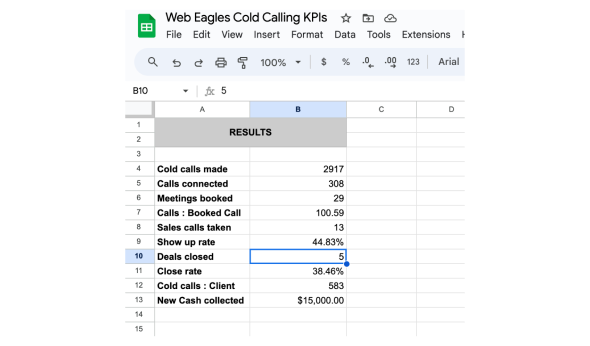 Web Eagles Cold Calling KPIs
File Edit View Insert Format Data Tools Extensions
100% $ % .0 .00 123 Arial
B10 fx 5
A B C D
1 RESULTS
2
3
4 Cold calls made 2917
5 Calls connected 308
6 Meetings booked 29
7 Calls : Booked Call 100.59
8 Sales calls taken 13
9 Show up rate 44.83%
10 Deals closed 5
11 Close rate 38.46%
12 Cold calls : Client 583
13 New Cash collected $15,000.00
14
15